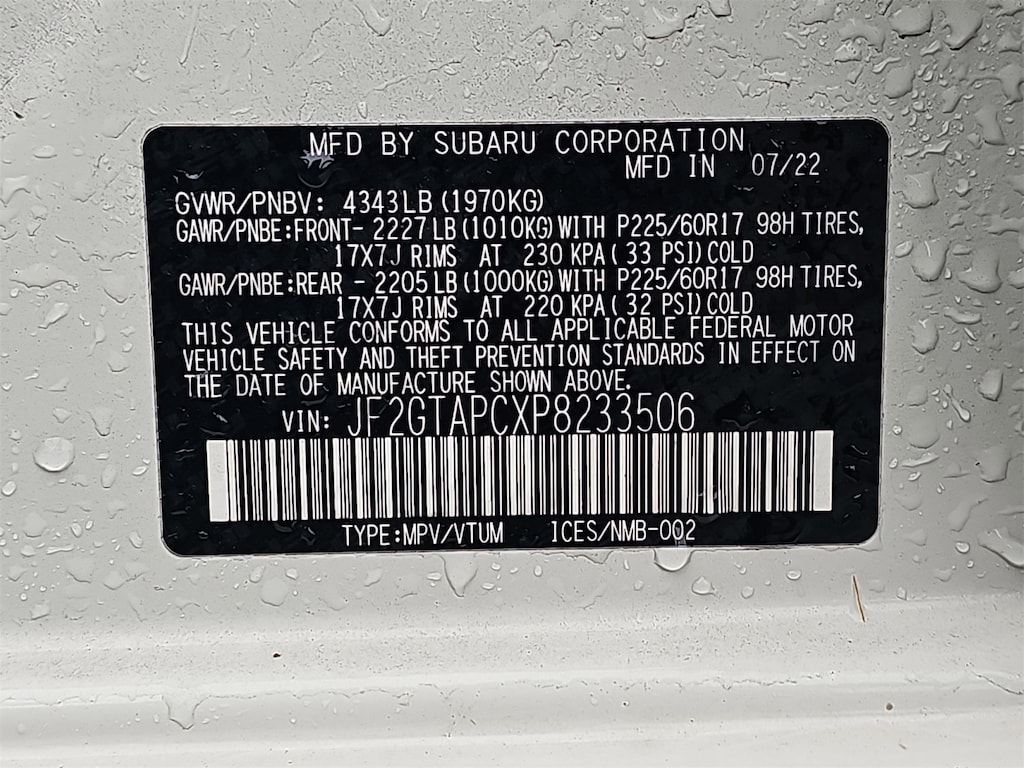 MFD BY SUBARU CORPORATION
MFD IN 07/22
GVWR/PNBV: 4343LB (1970KG)
GAWR/PNBE:FRONT- 2227LB (1010KG) WITH P225/60R17 98H TIRES,
17X7J RIMS AT 230 KPA ( 33 PSI) COLD
GAWR/PNBE:REAR - 2205LB (1000KG) WITH P225/60R17 98H TIRES,
17X7J RIMS AT 220 KPA ( 32 PSI) COLD
THIS VEHICLE CONFORMS TO ALL APPLICABLE FEDERAL MOTOR
VEHICLE SAFETY AND THEFT PREVENTION STANDARDS IN EFFECT ON
THE DATE OF MANUFACTURE SHOWN ABOVE.
VIN: JF2GTAPCXP8233506
TYPE:MPV/VTUM ICES/NMB-002